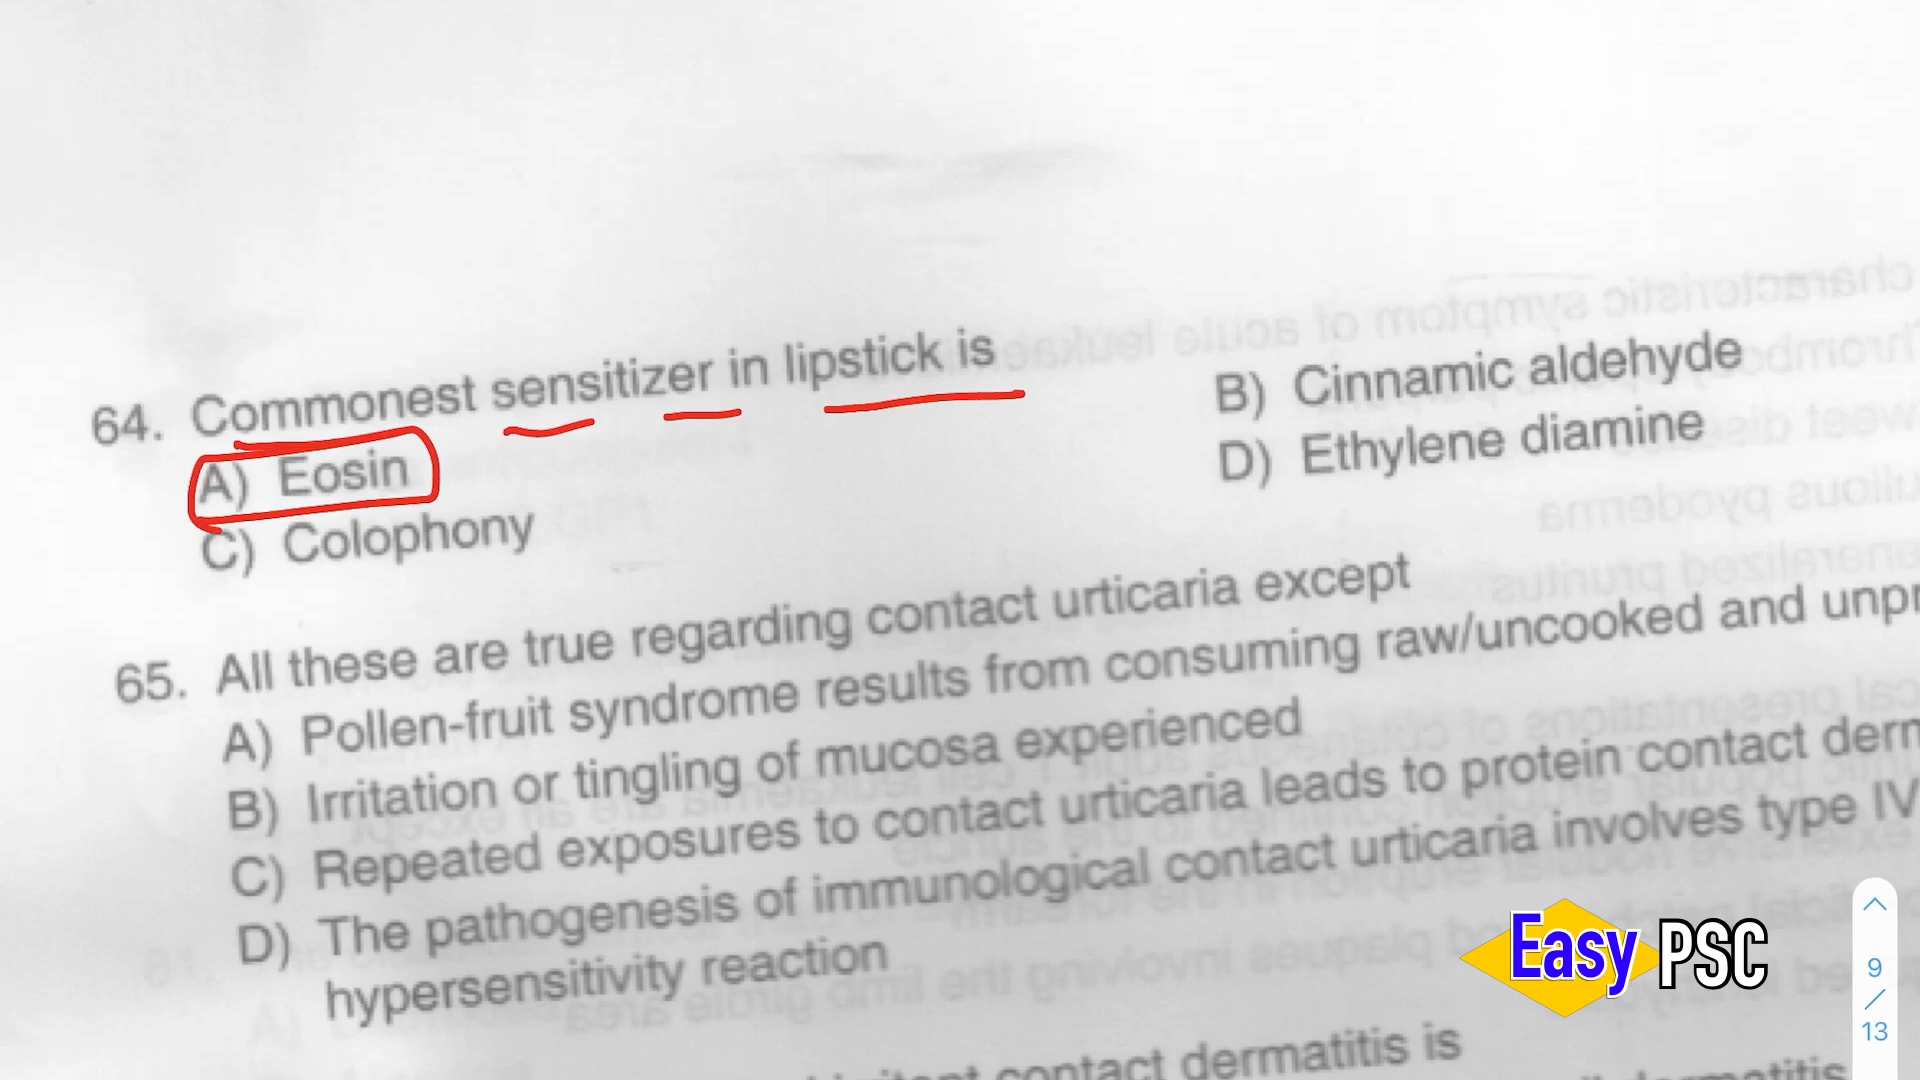 64. Commonest sensitizer in lipstick is
A) Eosin
B) Cinnamic aldehyde
C) Colophony
D) Ethylene diamine
65. All these are true regarding contact urticaria except
A) Pollen-fruit syndrome results from consuming raw/uncooked and
B) Irritation or tingling of mucosa experienced
C) Repeated exposures to contact urticaria leads to protein contact
D) The pathogenesis of immunological contact urticaria involves type IV
hypersensitivity reaction
contact dermatitis is
Easy PSC
9
/
13